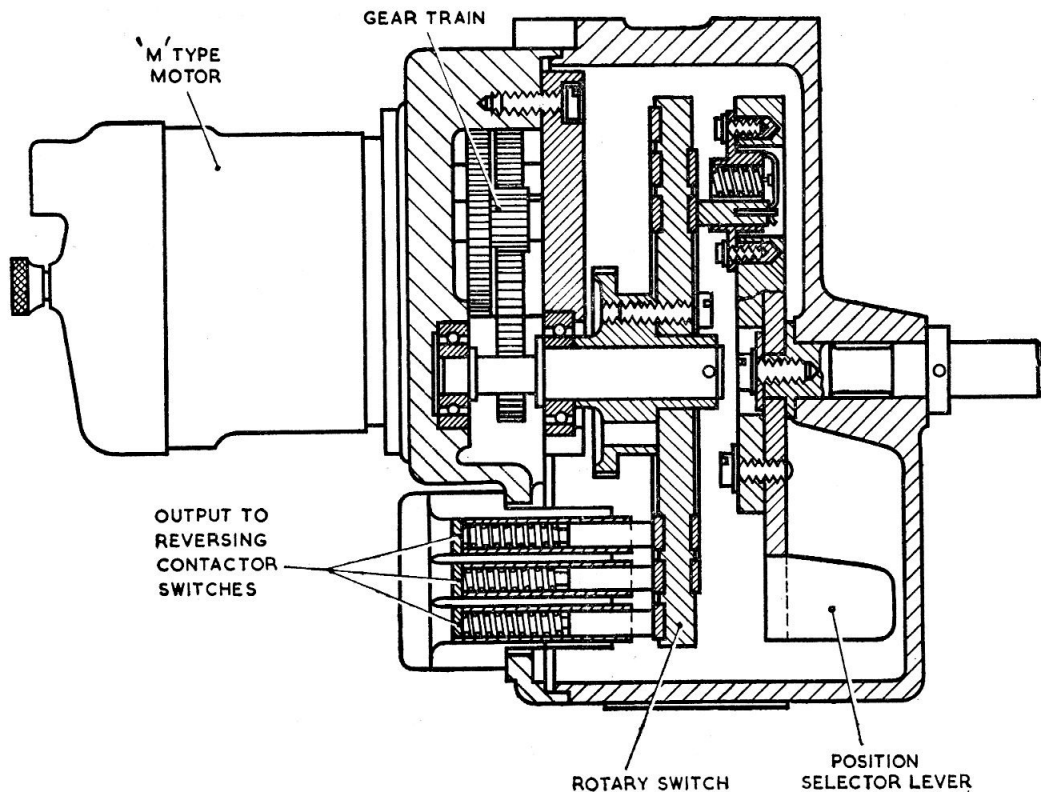 GEAR TRAIN
'M' TYPE
MOTOR
OUTPUT TO
REVERSING
CONTACTOR
SWITCHES
ROTARY SWITCH
POSITION
SELECTOR LEVER